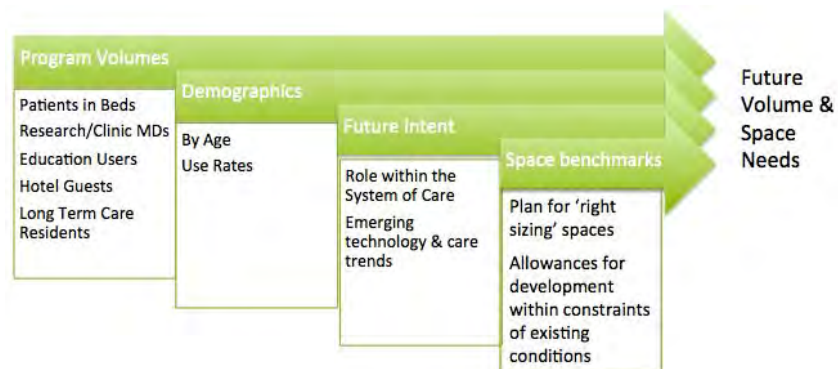 Program Volumes
Patients in Beds
Research/Clinic MDs
Education Users
Hotel Guests
Long Term Care
Residents
Demographics
By Age
Use Rates
Future Intent
Role within the
System of Care
Emerging
technology & care
trends
Space benchmarks
Plan for ‘right
sizing’ spaces
Allowances for
development
within constraints
of existing
conditions
Future
Volume &
Space
Needs